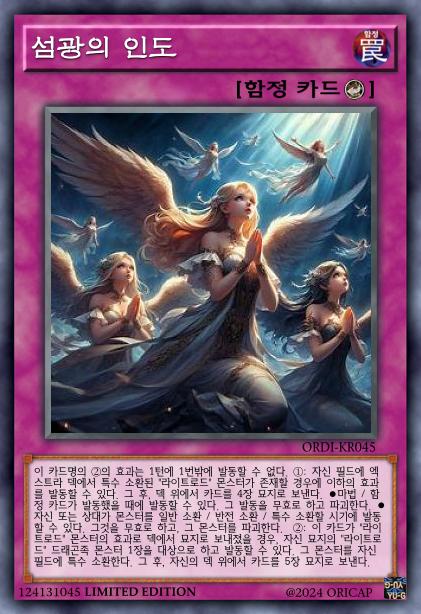 섬광의 인도
함정
罠
[함정 카드]
ORDI-KR045
이 카드명의 ②의 효과는 1턴에 1번밖에 발동할 수 없다. ①: 자신 필드에 엑
스트라 덱에서 특수 소환된 "라이트로드" 몬스터가 존재할 경우에 이하의 효과
를 발동할 수 있다. 그 후, 덱 위에서 카드를 4장 묘지로 보낸다. ●마법 / 함
정 카드가 발동했을 때에 발동할 수 있다. 그 발동을 무효로 하고 파괴한다. ●
자신 또는 상대가 몬스터를 일반 소환 / 반전 소환 / 특수 소환할 시기에 발동
할 수 있다. 그것을 무효로 하고, 그 몬스터를 파괴한다. ②: 이 카드가 "라이
트로드" 몬스터의 효과로 덱에서 묘지로 보내졌을 경우, 자신 묘지의 "라이트로
드" 드래곤족 몬스터 1장을 대상으로 하고 발동할 수 있다. 그 몬스터를 자신
필드에 특수 소환한다. 그 후, 자신의 덱 위에서 카드를 5장 묘지로 보낸다.
124131045 LIMITED EDITION
@2024 ORICAP